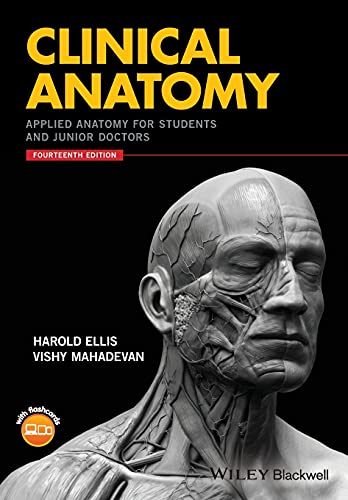 CLINICAL
ANATOMY
APPLIED ANATOMY FOR STUDENTS
AND JUNIOR DOCTORS
FOURTEENTH EDITION
HAROLD ELLIS
VISHY MAHADEVAN
with flashcards
WILEY Blackwell